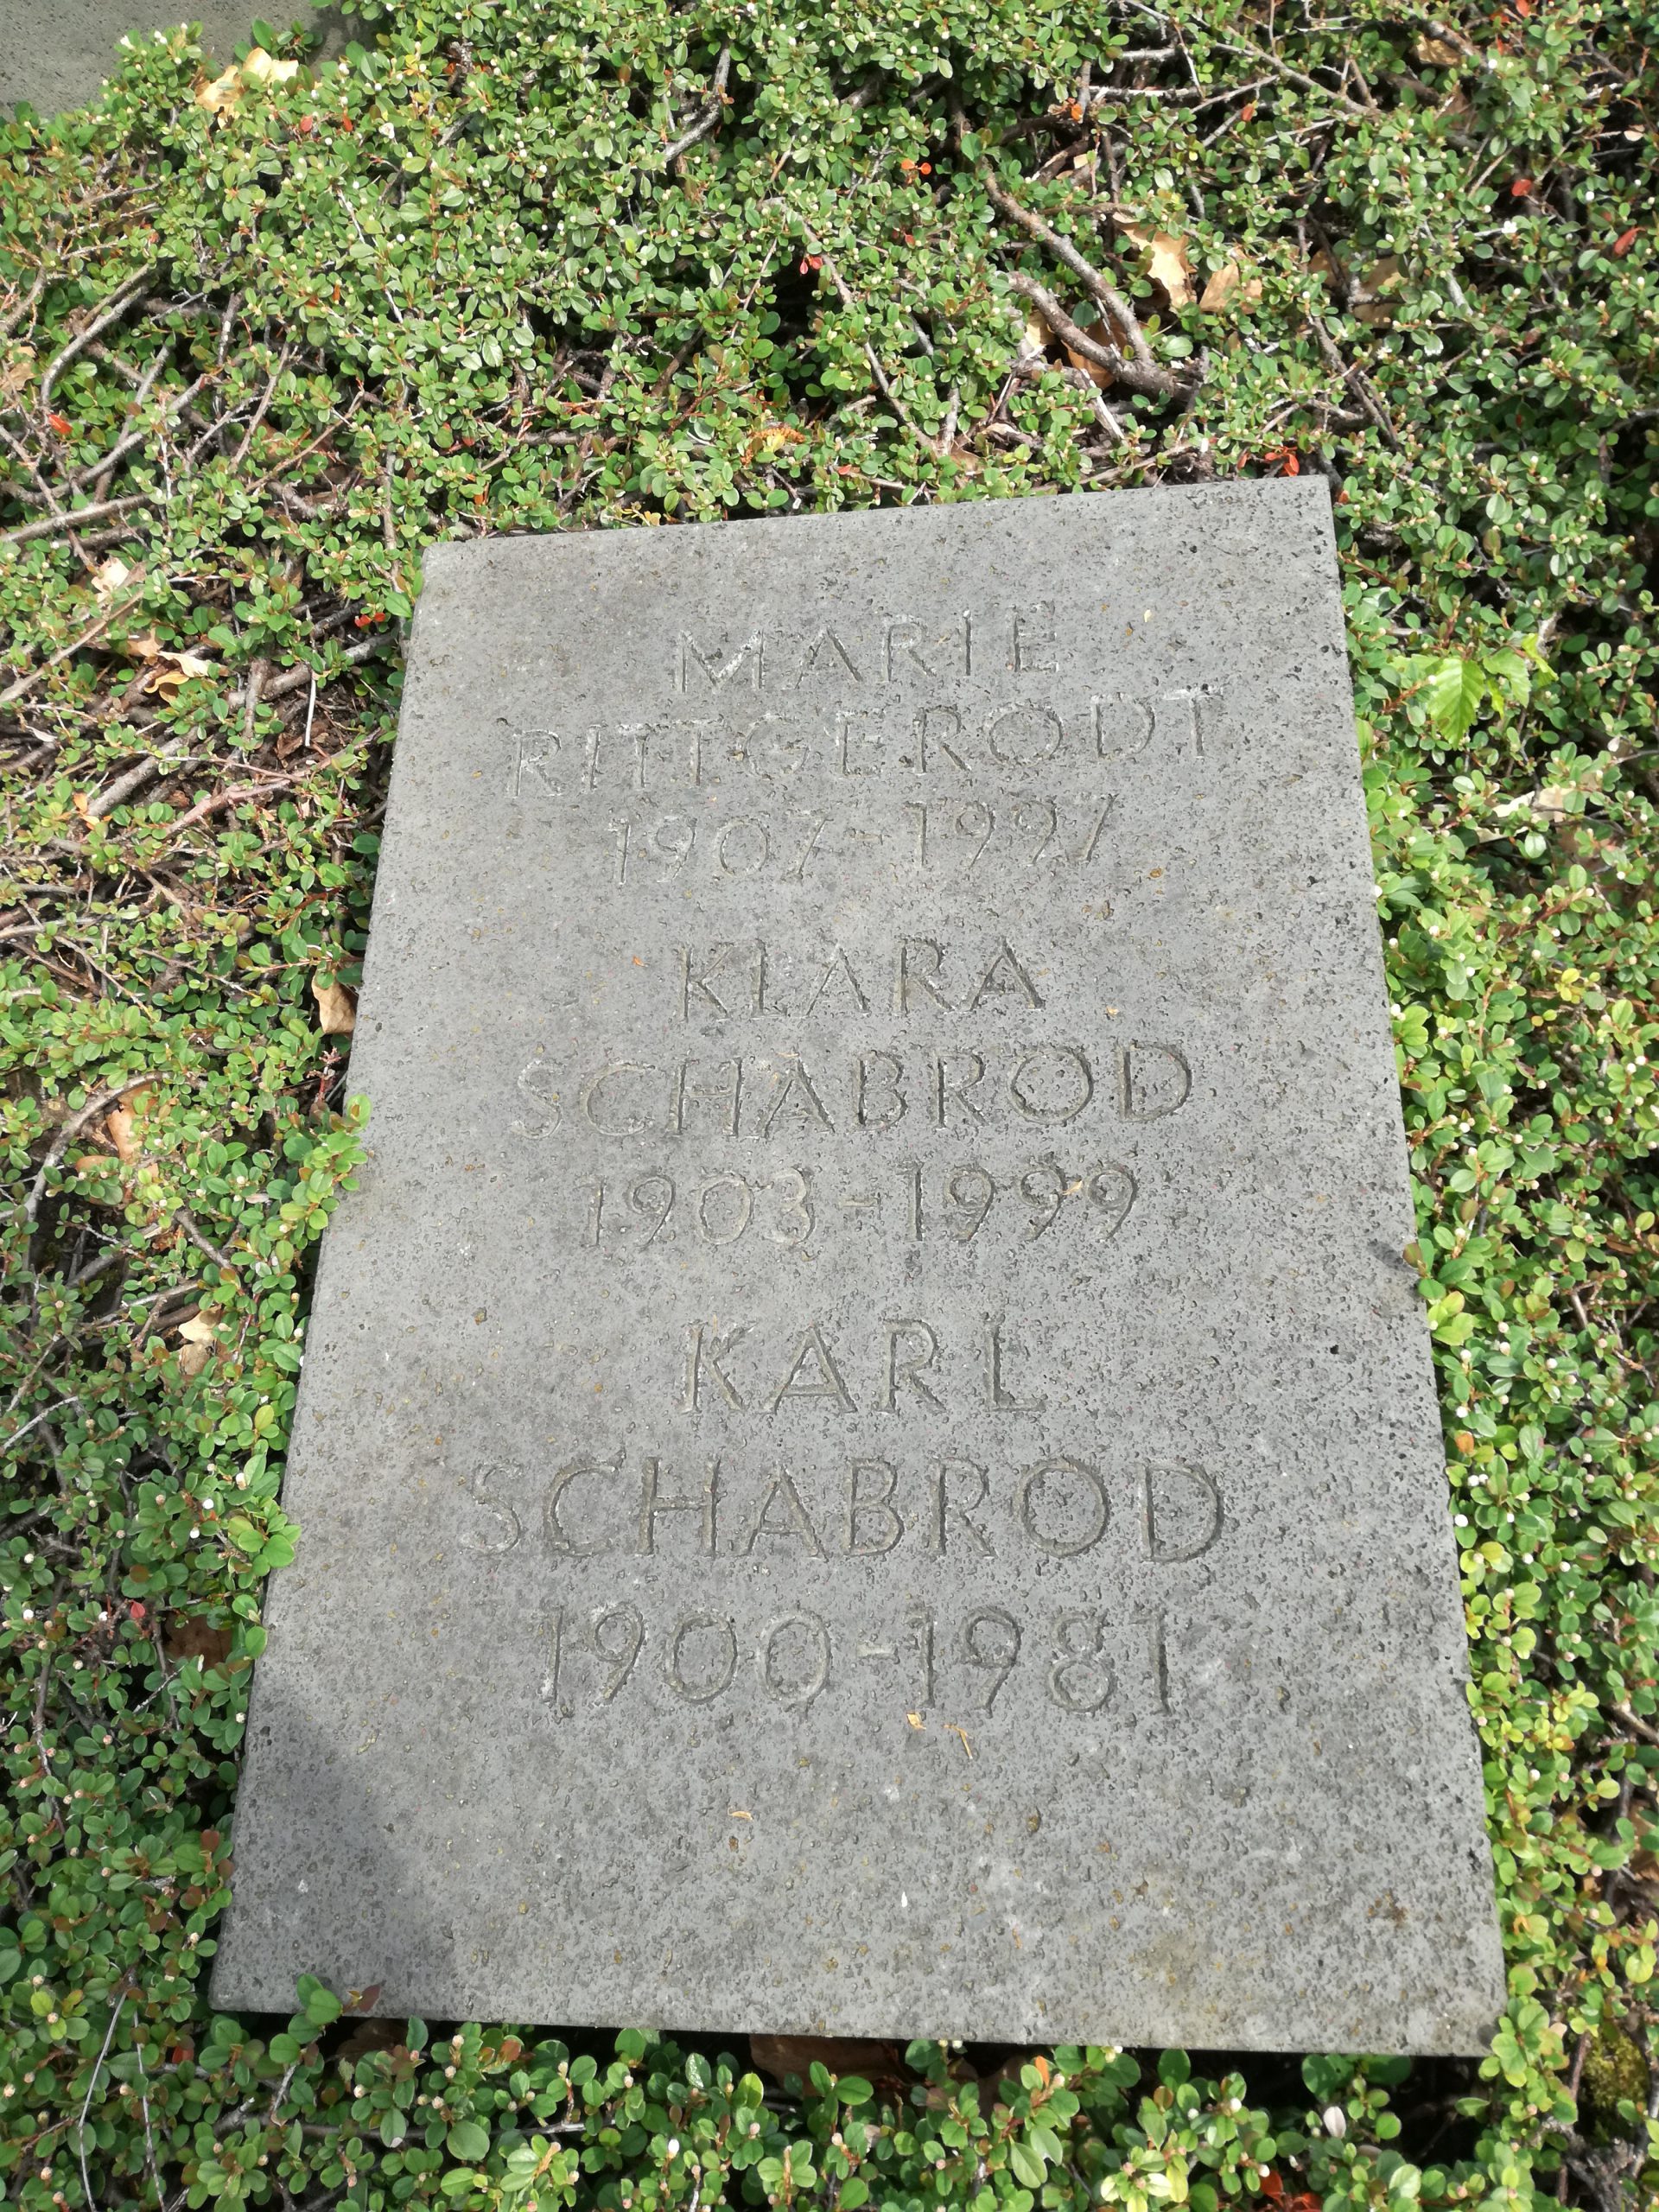 MARIE
RITTGERODT
1907-1997
KLARA
SCHABROD
1903-1999
KARL
SCHABROD
1900-1981